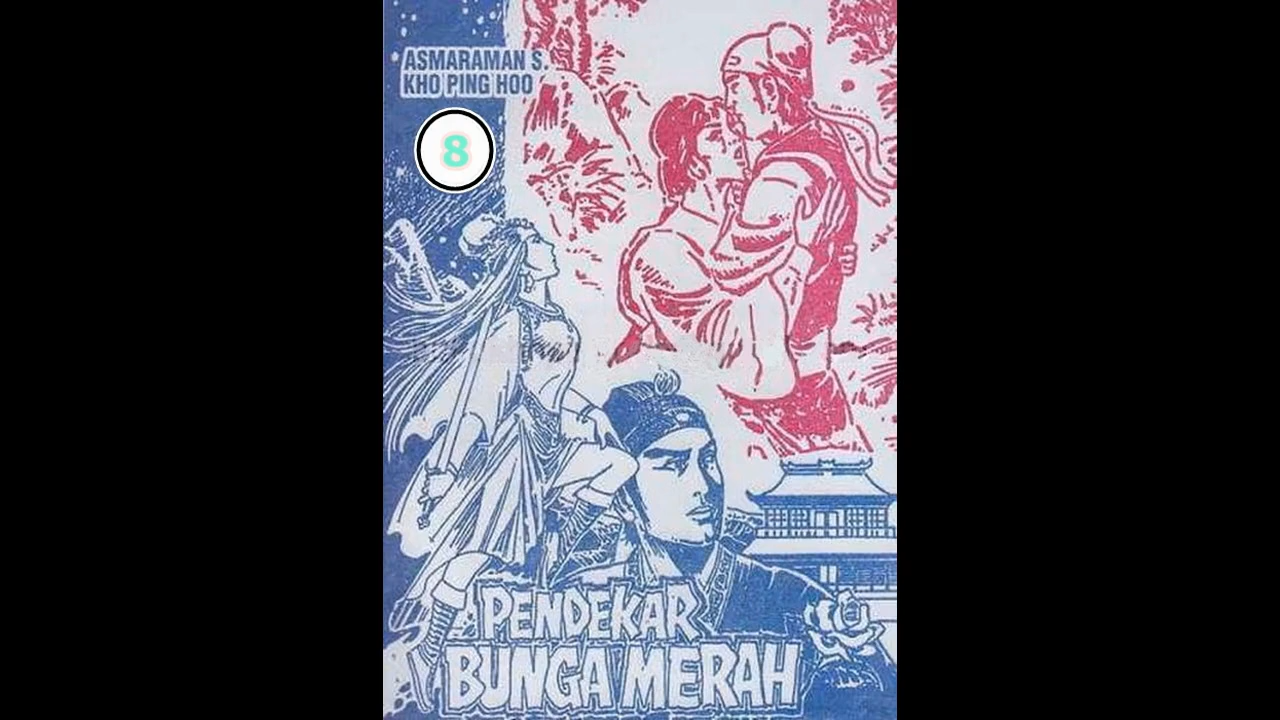 ASMARAMAN S.
KHO PING HOO
8
PENDEKAR
BUNGA MERAH